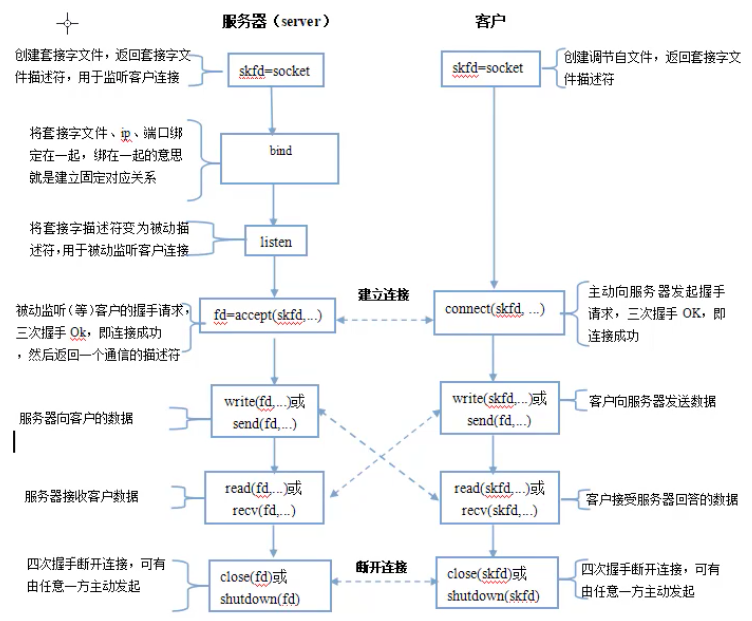 服务器（server）
客户
创建套接字文件，返回套接字文
件描述符，用于监听客户连接
skfd=socket
skfd=socket
创建调节自文件，返回套接字文
件描述符
将套接字文件、ip、端口绑
定在一起，绑在一起的意思
就是建立固定对应关系
bind
将套接字描述符变为被动描
述符，用于被动监听客户连接
listen
被动监听(等)客户的握手请求，
三次握手 Ok，即连接成功
，然后返回一个通信的描述符
fd=accept(skfd,...)
建立连接
connect(skfd, ...)
主动向服务器发起握手
请求，三次握手 OK，即
连接成功
服务器向客户的数据
write(fd,...)或
send(fd,...)
write(skfd,...)或
send(fd,...)
客户向服务器发送数据
服务器接收客户数据
read(fd,...)或
recv(fd,...)
read(skfd,...)或
recv(skfd,...)
客户接受服务器回答的数据
四次握手断开连接，可有
由任意一方主动发起
close(fd)或
shutdown(fd)
断开连接
close(skfd)或
shutdown(skfd)
四次握手断开连接，可有
由任意一方主动发起